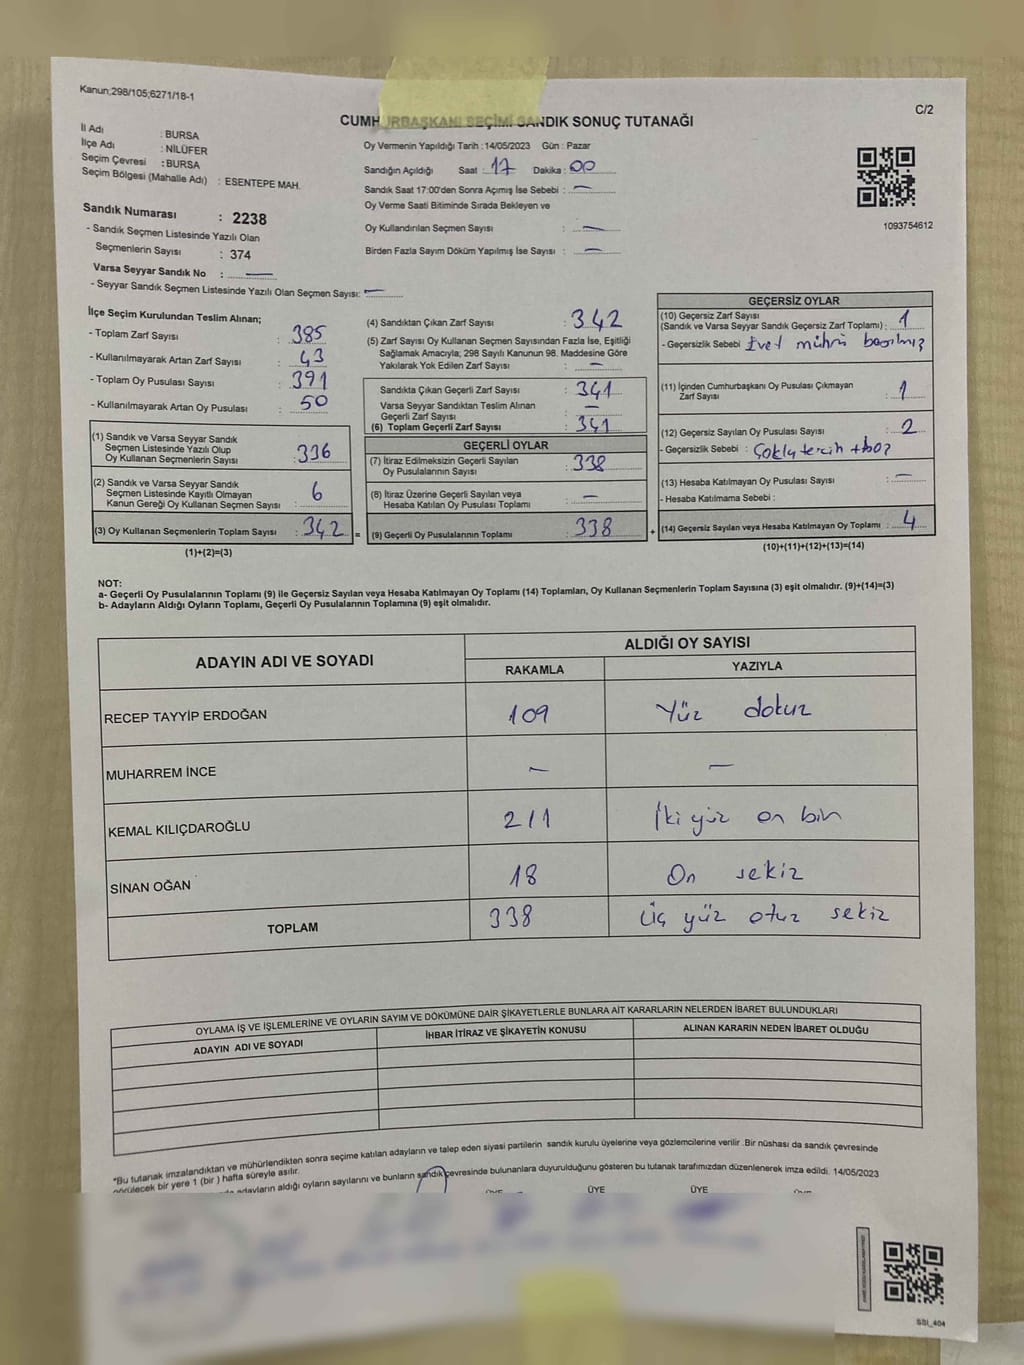 Kanun;298/105;6271/18-1
C/2
CUMHURBAŞKANI SEÇİMİ SANDIK SONUÇ TUTANAĞI
İl Adı : BURSA
İlçe Adı : NİLÜFER
Seçim Çevresi : BURSA
Seçim Bölgesi (Mahalle Adı) : ESENTEPE MAH.
Oy Vermenin Yapıldığı Tarih :14/05/2023 Gün : Pazar
Sandığın Açıldığı Saat : 17 Dakika : 00
Sandık Saat 17:00'den Sonra Açımış İse Sebebi : —
Oy Verme Saati Bitiminde Sırada Bekleyen ve
Oy Kullandırılan Seçmen Sayısı : —
Birden Fazla Sayım Döküm Yapılmış İse Sayısı : —
1093754612
Sandık Numarası : 2238
- Sandık Seçmen Listesinde Yazılı Olan
Seçmenlerin Sayısı : 374
Varsa Seyyar Sandık No : —
- Seyyar Sandık Seçmen Listesinde Yazılı Olan Seçmen Sayısı: —
İlçe Seçim Kurulundan Teslim Alınan;
- Toplam Zarf Sayısı : 385
- Kullanılmayarak Artan Zarf Sayısı : 43
- Toplam Oy Pusulası Sayısı : 391
- Kullanılmayarak Artan Oy Pusulası : 50
(1) Sandık ve Varsa Seyyar Sandık
Seçmen Listesinde Yazılı Olup
Oy Kullanan Seçmenlerin Sayısı : 336
(2) Sandık ve Varsa Seyyar Sandık
Seçmen Listesinde Kayıtlı Olmayan
Kanun Gereği Oy Kullanan Seçmen Sayısı : 6
(3) Oy Kullanan Seçmenlerin Toplam Sayısı : 342 =
(1)+(2)=(3)
(4) Sandıktan Çıkan Zarf Sayısı : 342
(5) Zarf Sayısı Oy Kullanan Seçmen Sayısından Fazla İse, Eşitliği
Sağlamak Amacıyla; 298 Sayılı Kanunun 98. Maddesine Göre
Yakılarak Yok Edilen Zarf Sayısı : —
Sandıkta Çıkan Geçerli Zarf Sayısı : 341
Varsa Seyyar Sandıktan Teslim Alınan
Geçerli Zarf Sayısı : —
(6) Toplam Geçerli Zarf Sayısı : 341
GEÇERLİ OYLAR
(7) İtiraz Edilmeksizin Geçerli Sayılan
Oy Pusulalarının Sayısı : 338
(8) İtiraz Üzerine Geçerli Sayılan veya
Hesaba Katılan Oy Pusulası Toplamı : —
(9) Geçerli Oy Pusulalarının Toplamı : 338 +
GEÇERSİZ OYLAR
(10) Geçersiz Zarf Sayısı
(Sandık ve Varsa Seyyar Sandık Geçersiz Zarf Toplamı) : 1
- Geçersizlik Sebebi : Evet mührü basılmış
(11) İçinden Cumhurbaşkanı Oy Pusulası Çıkmayan
Zarf Sayısı : 1
(12) Geçersiz Sayılan Oy Pusulası Sayısı : 2
- Geçersizlik Sebebi : Çoklu tercih
(13) Hesaba Katılmayan Oy Pusulası Sayısı : —
- Hesaba Katılmama Sebebi :
(14) Geçersiz Sayılan veya Hesaba Katılmayan Oy Toplamı : 4
(10)+(11)+(12)+(13)=(14)
NOT:
a- Geçerli Oy Pusulalarının Toplamı (9) ile Geçersiz Sayılan veya Hesaba Katılmayan Oy Toplamı (14) Toplamları, Oy Kullanan Seçmenlerin Toplam Sayısına (3) eşit olmalıdır. (9)+(14)=(3)
b- Adayların Aldığı Oyların Toplamı, Geçerli Oy Pusulalarının Toplamına (9) eşit olmalıdır.
ADAYIN ADI VE SOYADI
ALDIĞI OY SAYISI
RAKAMLA YAZIYLA
RECEP TAYYİP ERDOĞAN 109 Yüz dokuz
MUHARREM İNCE — —
KEMAL KILIÇDAROĞLU 211 İki yüz on bir
SİNAN OĞAN 18 On sekiz
TOPLAM 338 üç yüz otuz sekiz
OYLAMA İŞ VE İŞLEMLERİNE VE OYLARIN SAYIM VE DÖKÜMÜNE DAİR ŞİKAYETLERLE BUNLARA AİT KARARLARIN NELERDEN İBARET BULUNDUKLARI
ADAYIN ADI VE SOYADI İHBAR İTİRAZ VE ŞİKAYETİN KONUSU ALINAN KARARIN NEDEN İBARET OLDUĞU
*Bu tutanak imzalandıktan ve mühürlendikten sonra seçime katılan adayların ve talep eden siyasi partilerin sandık kurulu üyelerine veya gözlemcilerine verilir .Bir nüshası da sandık çevresinde
görülecek bir yere 1 (bir ) hafta süreyle asılır.
adayların aldığı oyların sayılarını ve bunların sandık çevresinde bulunanlara duyurulduğunu gösteren bu tutanak tarafımızdan düzenlenerek imza edildi. 14/05/2023
ÜYE ÜYE ÜYE
SSI_404